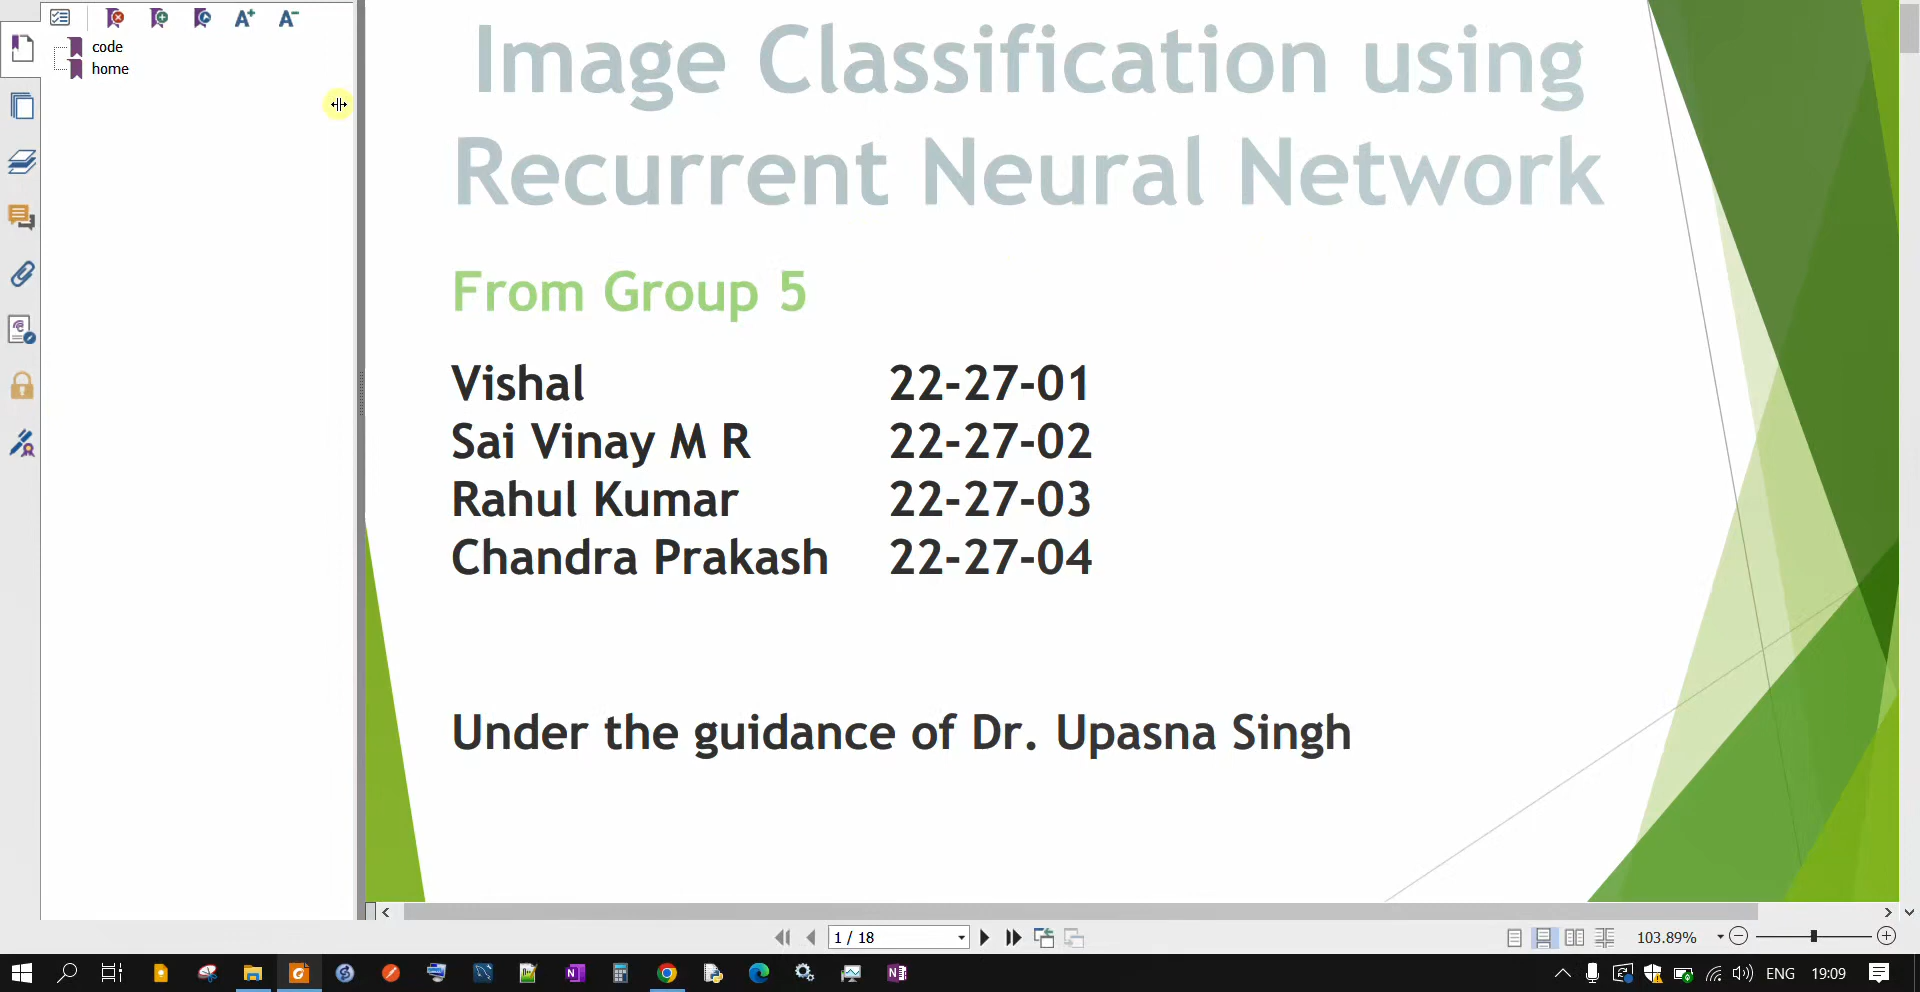 code
home
Image Classification using
Recurrent Neural Network
From Group 5
Vishal 22-27-01
Sai Vinay M R 22-27-02
Rahul Kumar 22-27-03
Chandra Prakash 22-27-04
Under the guidance of Dr. Upasna Singh
1 / 18
103.89%
ENG 19:09